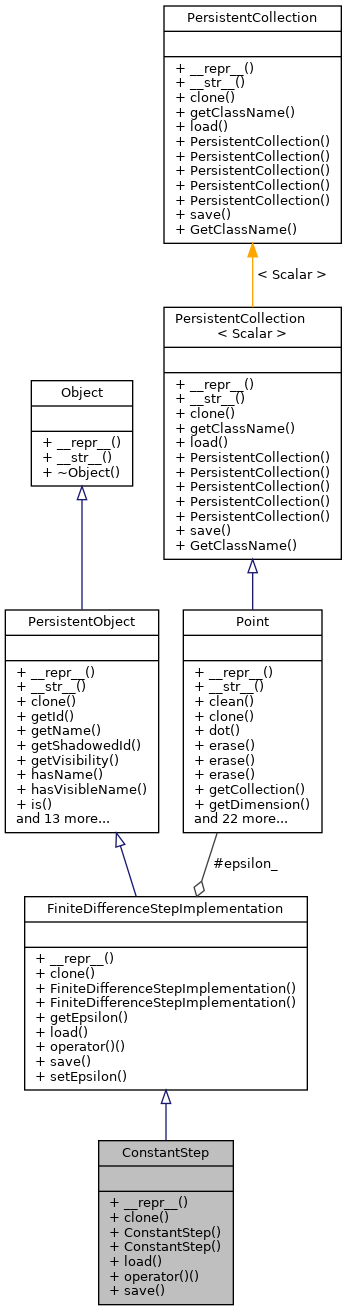 PersistentCollection
+ __repr__()
+ __str__()
+ clone()
+ getClassName()
+ load()
+ PersistentCollection()
+ PersistentCollection()
+ PersistentCollection()
+ PersistentCollection()
+ PersistentCollection()
+ save()
+ GetClassName()
< Scalar >
PersistentCollection
< Scalar >
+ __repr__()
+ __str__()
+ clone()
+ getClassName()
+ load()
+ PersistentCollection()
+ PersistentCollection()
+ PersistentCollection()
+ PersistentCollection()
+ PersistentCollection()
+ save()
+ GetClassName()
Object
+ __repr__()
+ __str__()
+ ~Object()
PersistentObject
+ __repr__()
+ __str__()
+ clone()
+ getId()
+ getName()
+ getShadowedId()
+ getVisibility()
+ hasName()
+ hasVisibleName()
+ is()
and 13 more...
Point
+ __repr__()
+ __str__()
+ clean()
+ clone()
+ dot()
+ erase()
+ erase()
+ erase()
+ getCollection()
+ getDimension()
and 22 more...
#epsilon_
FiniteDifferenceStepImplementation
+ __repr__()
+ clone()
+ FiniteDifferenceStepImplementation()
+ FiniteDifferenceStepImplementation()
+ getEpsilon()
+ load()
+ operator()()
+ save()
+ setEpsilon()
ConstantStep
+ __repr__()
+ clone()
+ ConstantStep()
+ ConstantStep()
+ load()
+ operator()()
+ save()